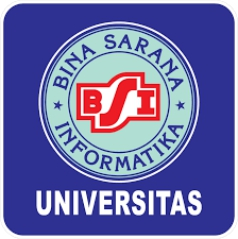 BINA SARANA
BSI
INFORMATIKA
UNIVERSITAS